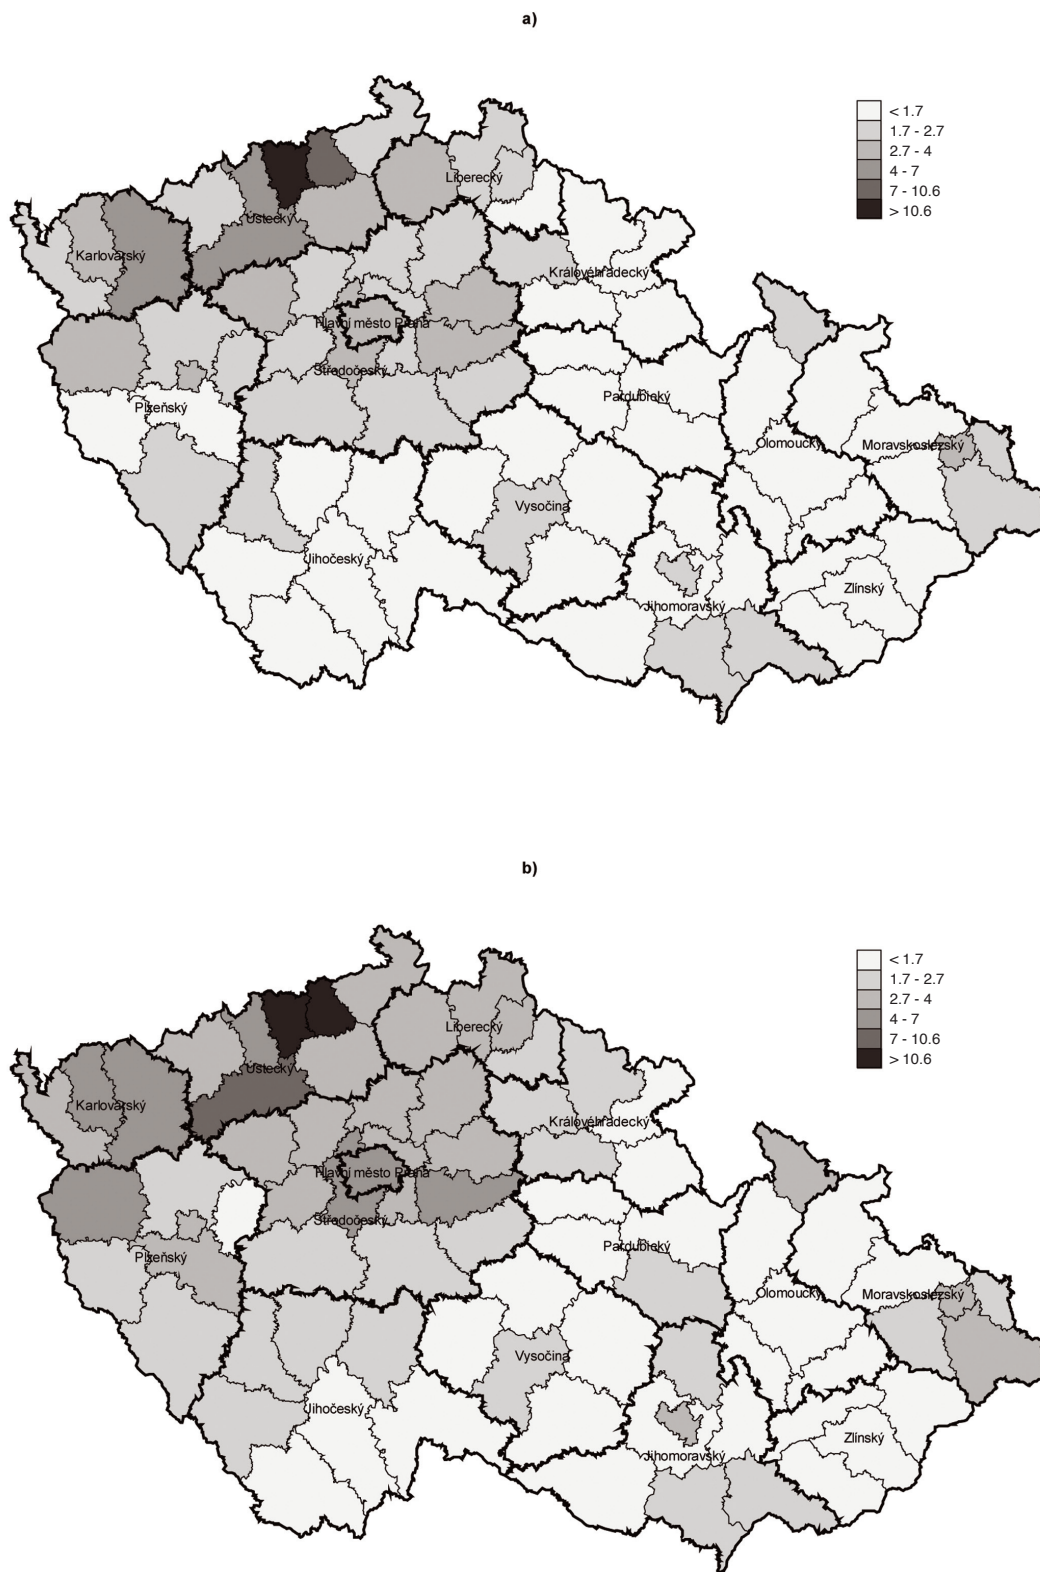 a)
< 1.7
1.7 - 2.7
2.7 - 4
4 - 7
7 - 10.6
> 10.6
Liberecký
Ústecký
Karlovarský
Královéhradecký
Hlavní město Praha
Středočeský
Pardubický
Plzeňský
Olomoucký
Moravskoslezský
Vysočina
Jihočeský
Zlínský
Jihomoravský
b)
< 1.7
1.7 - 2.7
2.7 - 4
4 - 7
7 - 10.6
> 10.6
Liberecký
Ústecký
Karlovarský
Královéhradecký
Hlavní město Praha
Středočeský
Pardubický
Plzeňský
Olomoucký
Moravskoslezský
Vysočina
Jihočeský
Zlínský
Jihomoravský